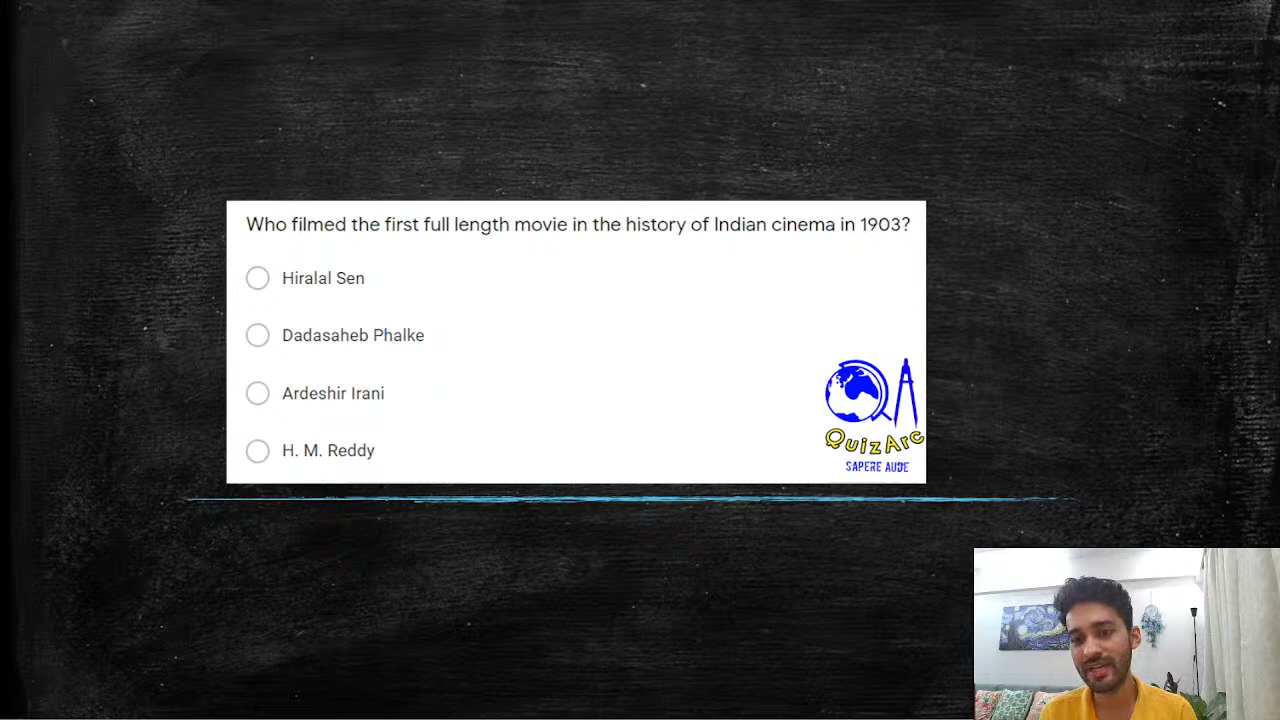 Who filmed the first full length movie in the history of Indian cinema in 1903?
Hiralal Sen
Dadasaheb Phalke
Ardeshir Irani
H. M. Reddy
QA
QuizArc
SAPERE AUDE